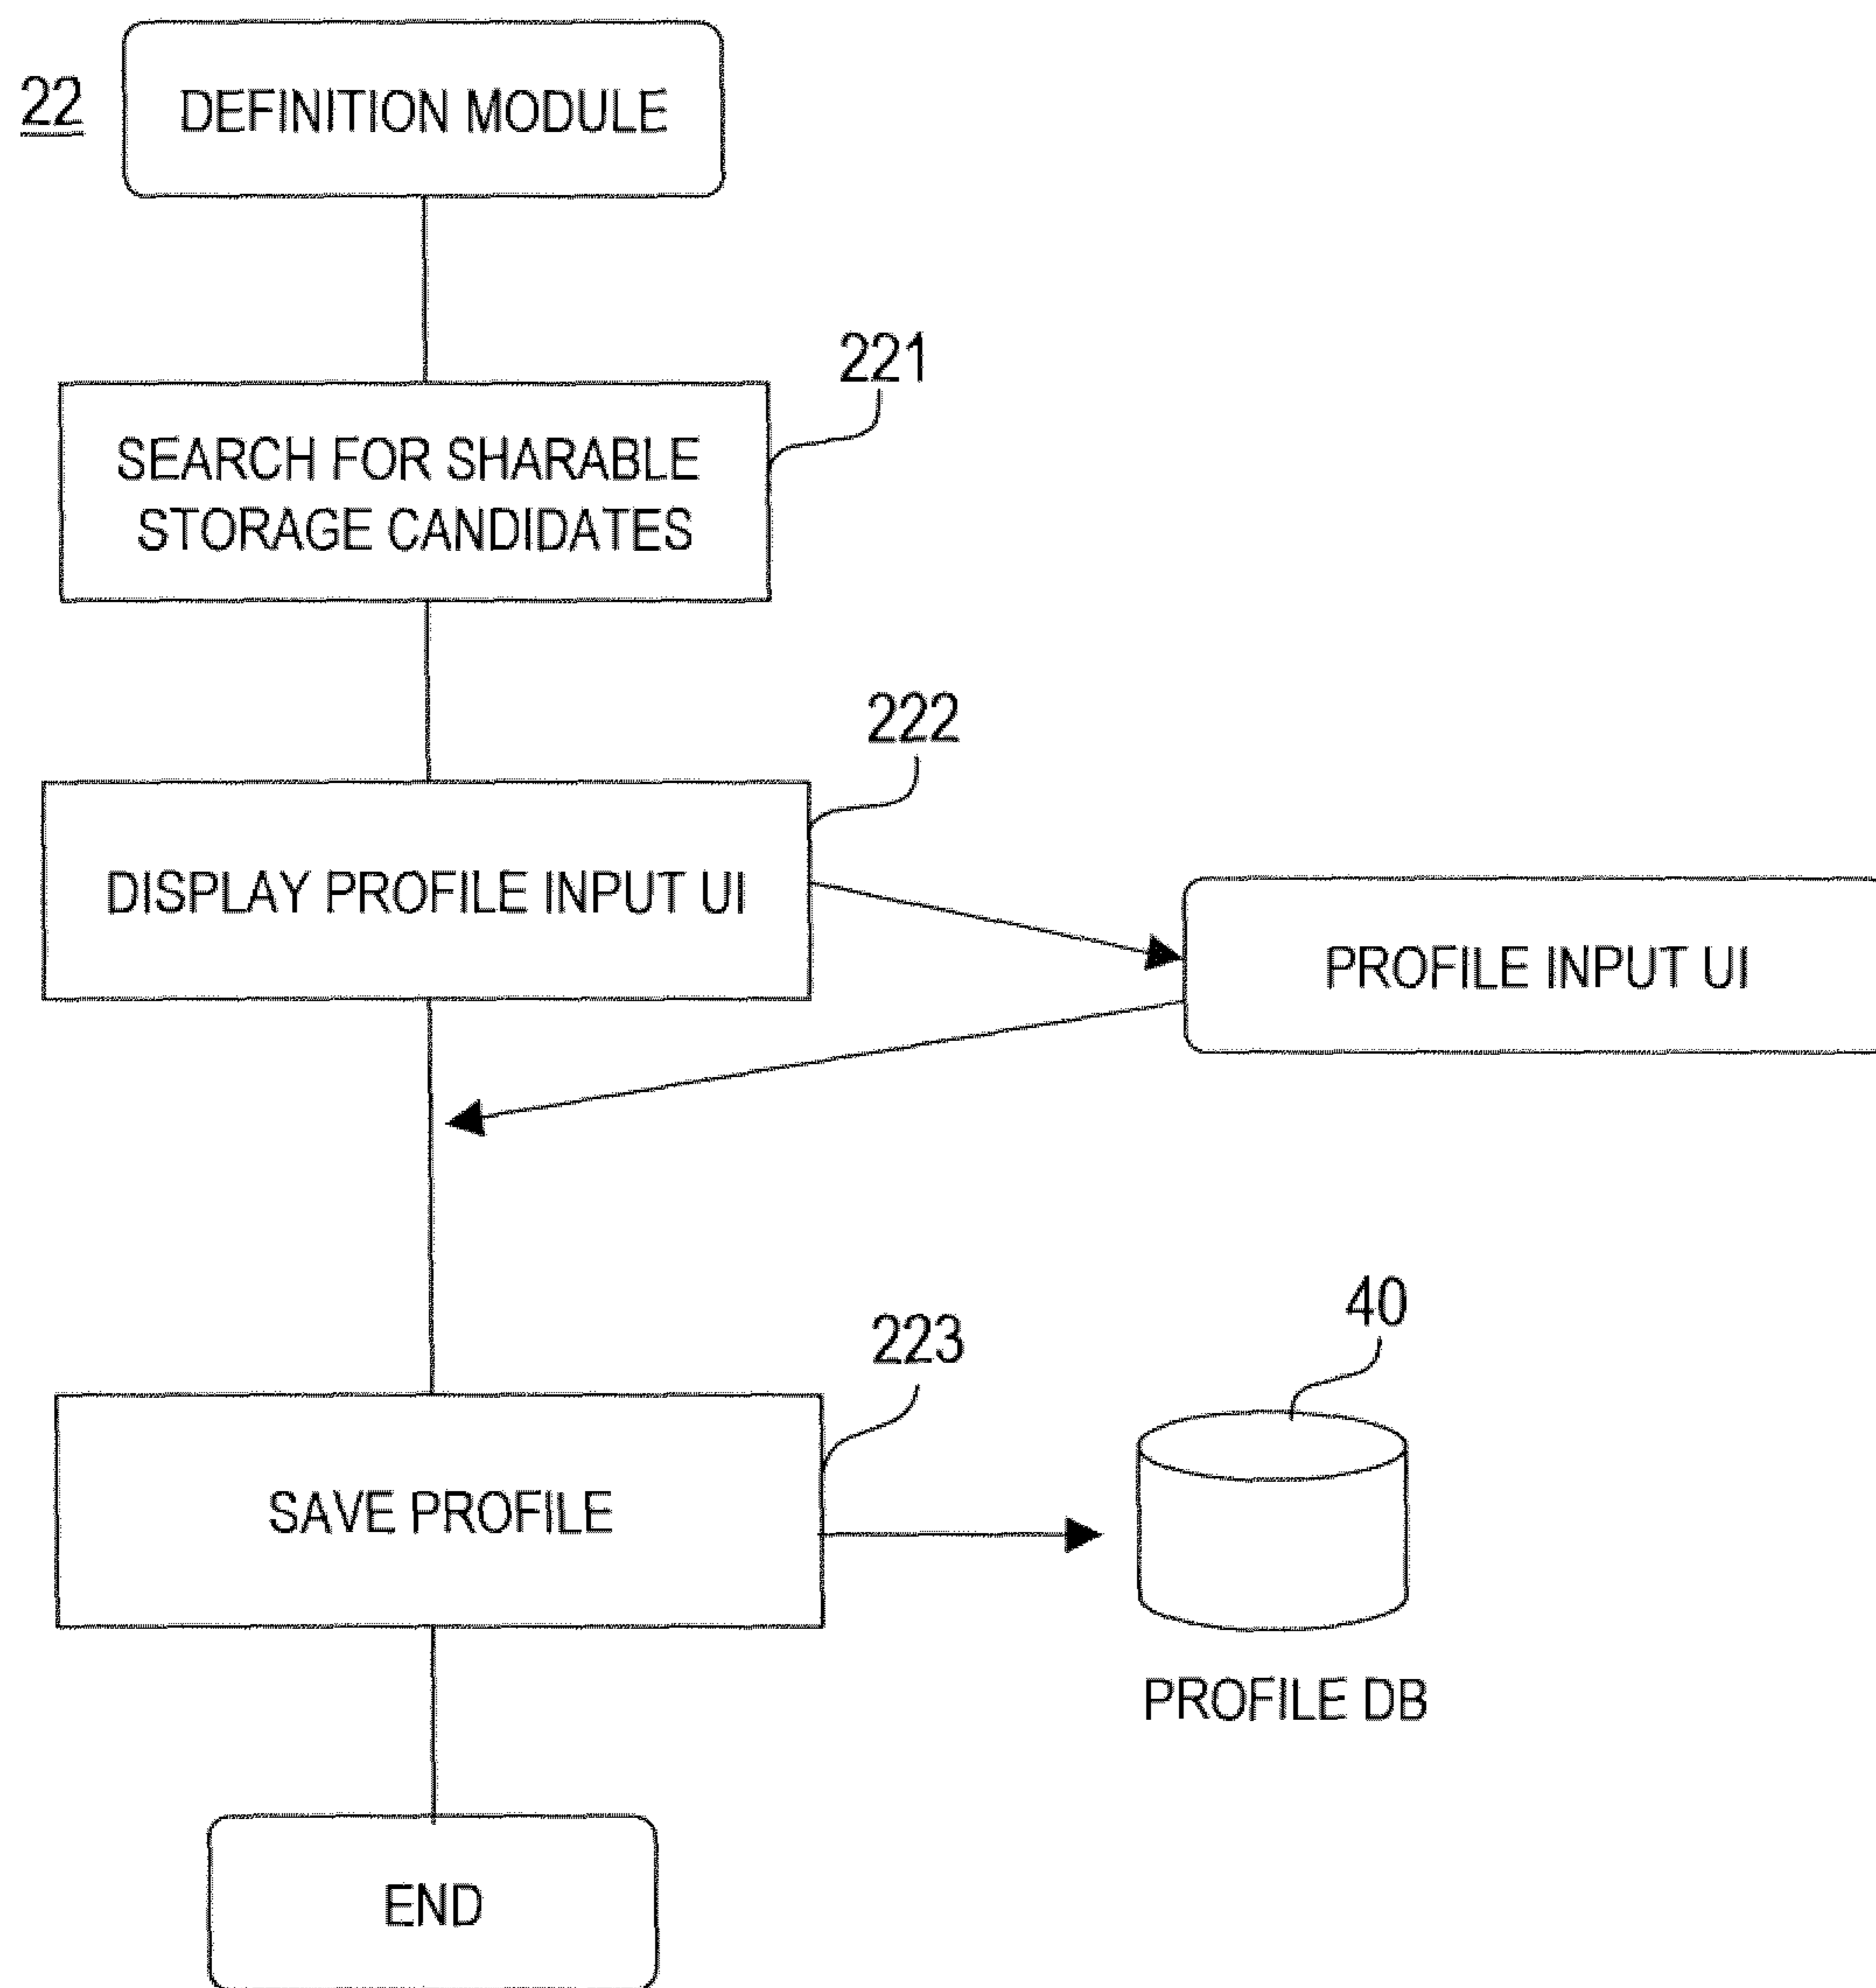 22
DEFINITION MODULE
221
SEARCH FOR SHARABLE
STORAGE CANDIDATES
222
DISPLAY PROFILE INPUT UI
PROFILE INPUT UI
223
40
SAVE PROFILE
PROFILE DB
END